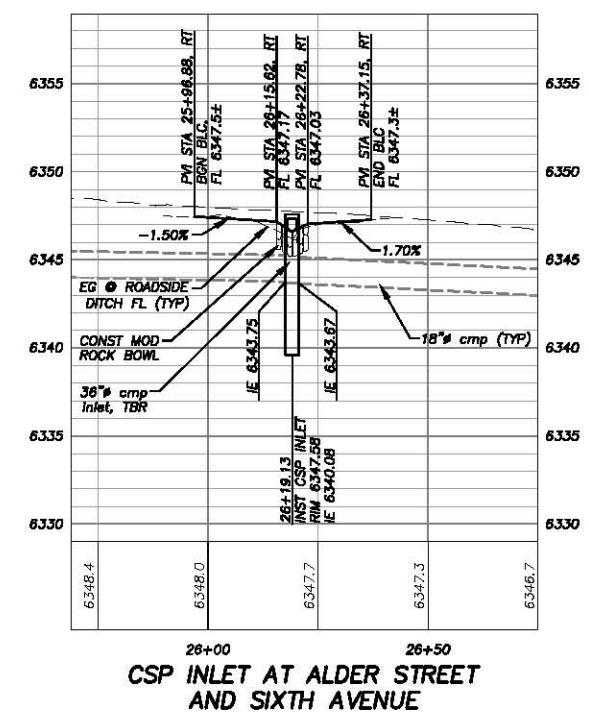 PVI STA 25+96.88, RT
BGN BLC,
FL 6347.5±
PVI STA 26+15.62, RT
FL 6347.17
PVI STA 26+22.78, RT
FL 6347.03
PVI STA 26+37.15, RT
END BLC
FL 6347.3±
6355
6355
6350
6350
6345
6345
6340
6340
6335
6335
6330
6330
-1.50%
1.70%
EG @ ROADSIDE
DITCH FL (TYP)
CONST MOD
ROCK BOWL
36"ø cmp
Inlet, TBR
18"ø cmp (TYP)
IE 6343.75
IE 6343.67
26+19.13
INST CSP INLET
RIM 6347.58
IE 6340.08
6348.4
6348.0
6347.7
6347.3
6346.7
26+00
26+50
CSP INLET AT ALDER STREET
AND SIXTH AVENUE